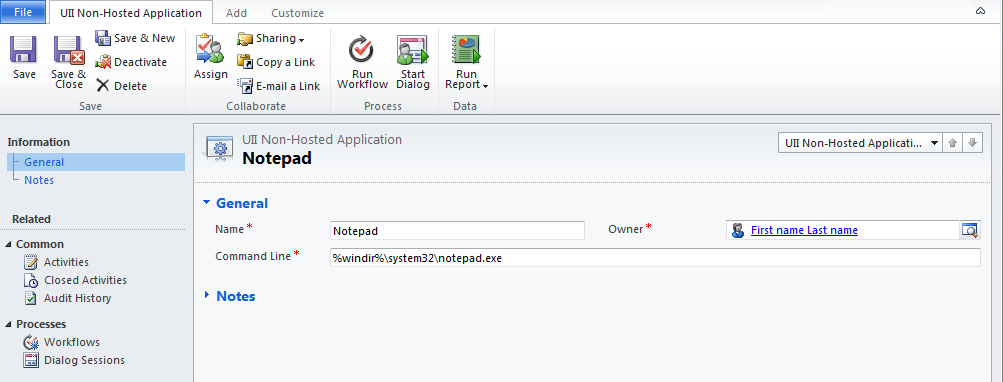 File UII Non-Hosted Application Add Customize
Save
Save & Close
Save & New
Deactivate
Delete
Save
Assign
Sharing
Copy a Link
E-mail a Link
Collaborate
Run Workflow
Start Dialog
Process
Run Report
Data
Information
General
Notes
Related
Common
Activities
Closed Activities
Audit History
Processes
Workflows
Dialog Sessions
UII Non-Hosted Application
Notepad
UII Non-Hosted Applicati...
General
Name * Notepad Owner * First name Last name
Command Line * %windir%\system32\notepad.exe
Notes